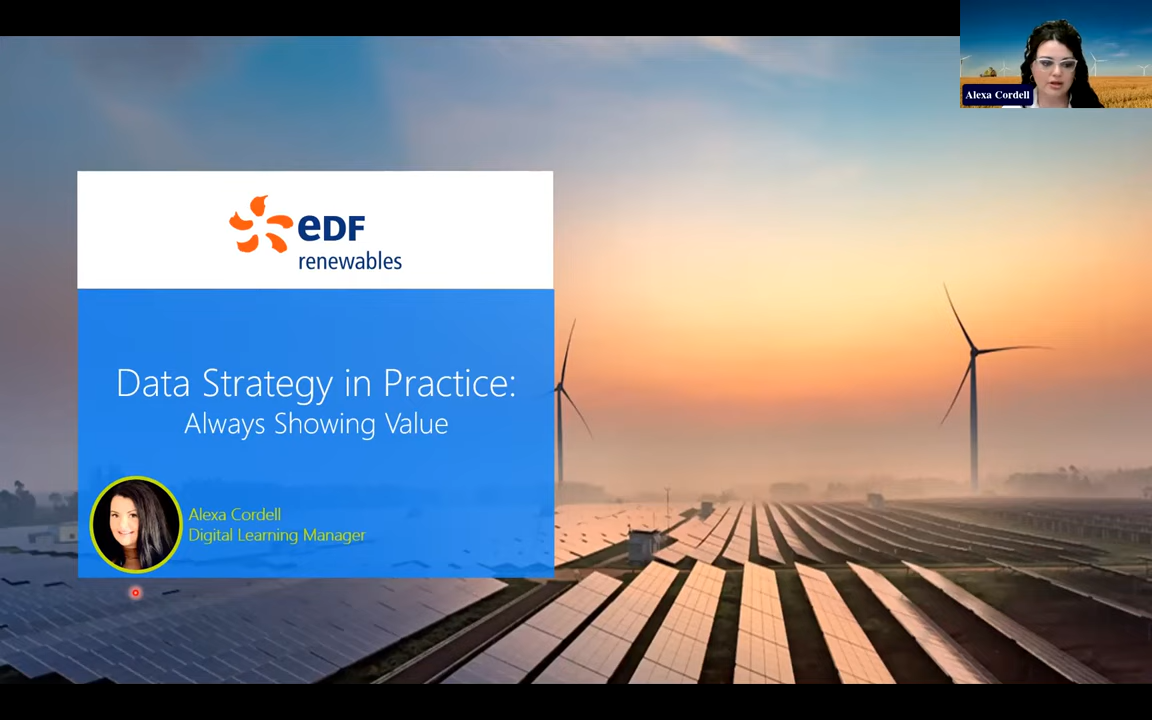 Alexa Cordell
eDF
renewables
Data Strategy in Practice:
Always Showing Value
Alexa Cordell
Digital Learning Manager